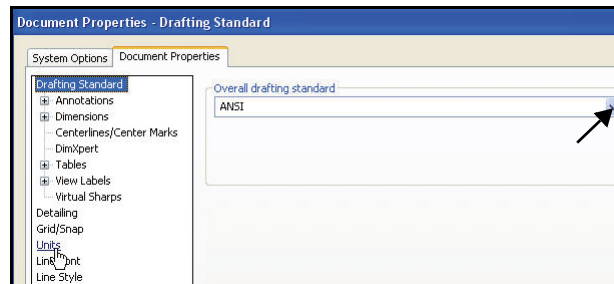 Document Properties - Drafting Standard
System Options
Document Properties
Drafting Standard
Annotations
Dimensions
Centerlines/Center Marks
DimXpert
Tables
View Labels
Virtual Sharps
Detailing
Grid/Snap
Units
Line Style
Overall drafting standard
ANSI